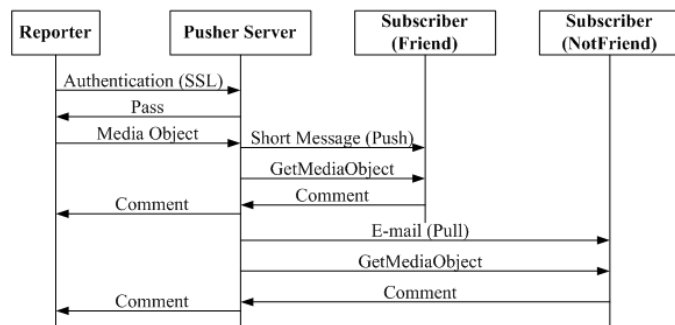 Reporter
Pusher Server
Subscriber
(Friend)
Subscriber
(NotFriend)
Authentication (SSL)
Pass
Media Object
Short Message (Push)
GetMediaObject
Comment
Comment
E-mail (Pull)
GetMediaObject
Comment
Comment